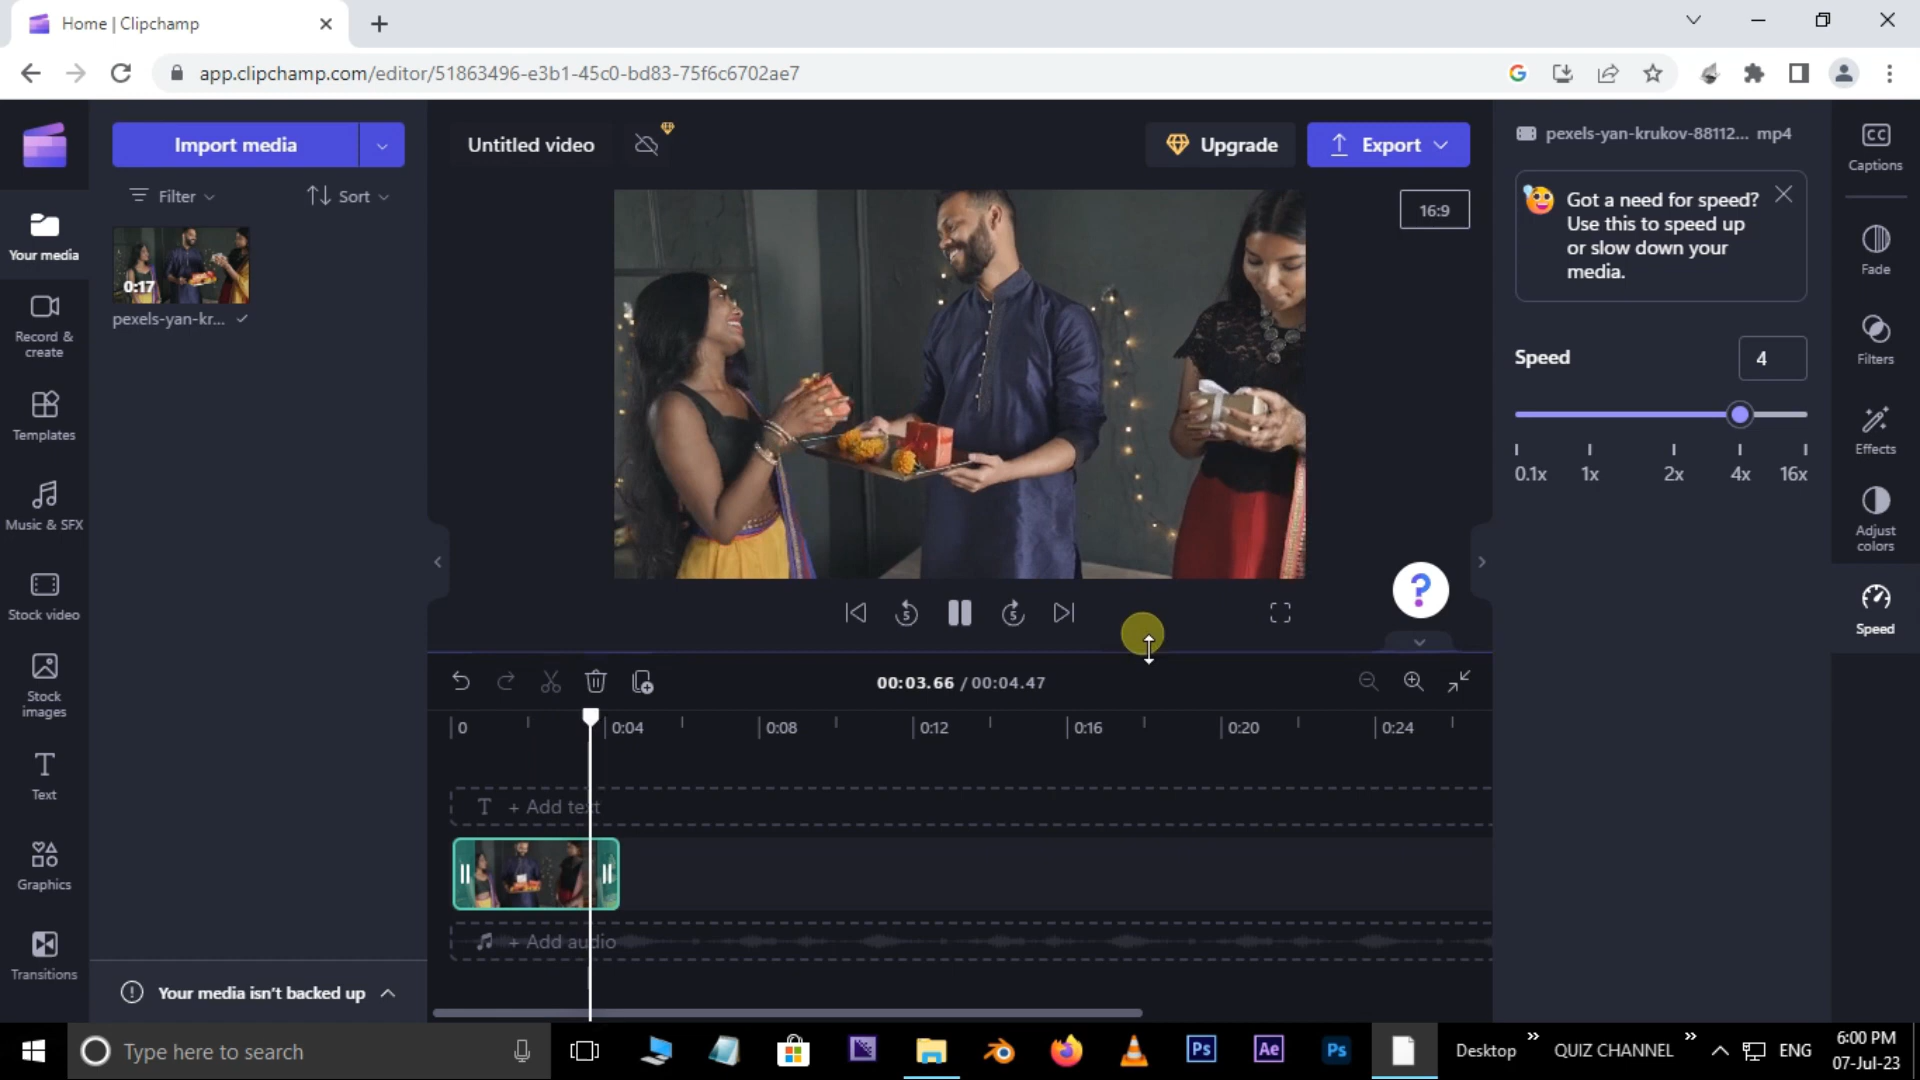 Home | Clipchamp
app.clipchamp.com/editor/51863496-e3b1-45c0-bd83-75f6c6702ae7
Import media
Filter
Sort
0:17
pexels-yan-kr...
Your media
Record &
create
Templates
Music & SFX
Stock video
Stock
images
Text
Graphics
Transitions
Your media isn't backed up
Untitled video
Upgrade
Export
16:9
5
5
?
00:03.66 / 00:04.47
0
0:04
0:08
0:12
0:16
0:20
0:24
T + Add text
+ Add audio
pexels-yan-krukov-88112... mp4
Got a need for speed?
Use this to speed up
or slow down your
media.
Speed
4
0.1x
1x
2x
4x
16x
CC
Captions
Fade
Filters
Effects
Adjust
colors
Speed
Type here to search
Ps
Ae
Ps
Desktop
QUIZ CHANNEL
ENG
6:00 PM
07-Jul-23